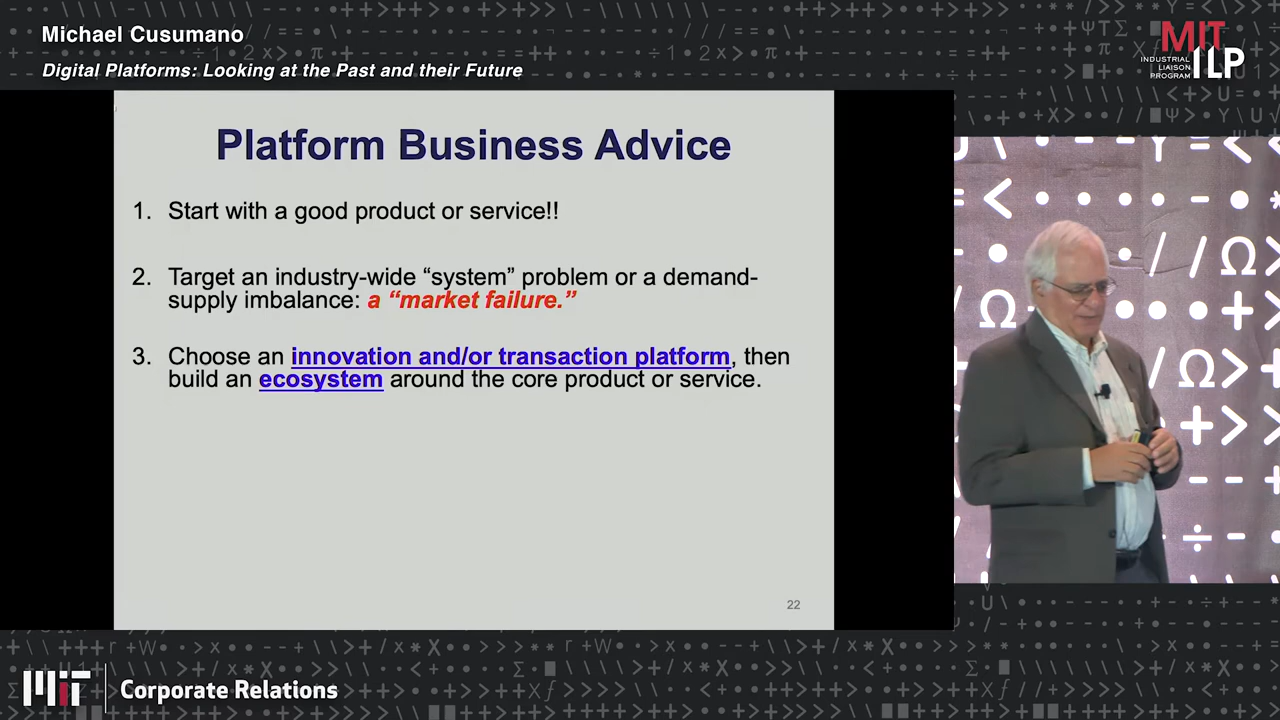 Michael Cusumano
Digital Platforms: Looking at the Past and their Future
MIT
INDUSTRIAL
LIAISON
PROGRAM
ILP
Platform Business Advice
1. Start with a good product or service!!
2. Target an industry-wide “system” problem or a demand-
supply imbalance: a “market failure.”
3. Choose an innovation and/or transaction platform, then
build an ecosystem around the core product or service.
22
MIT
Corporate Relations